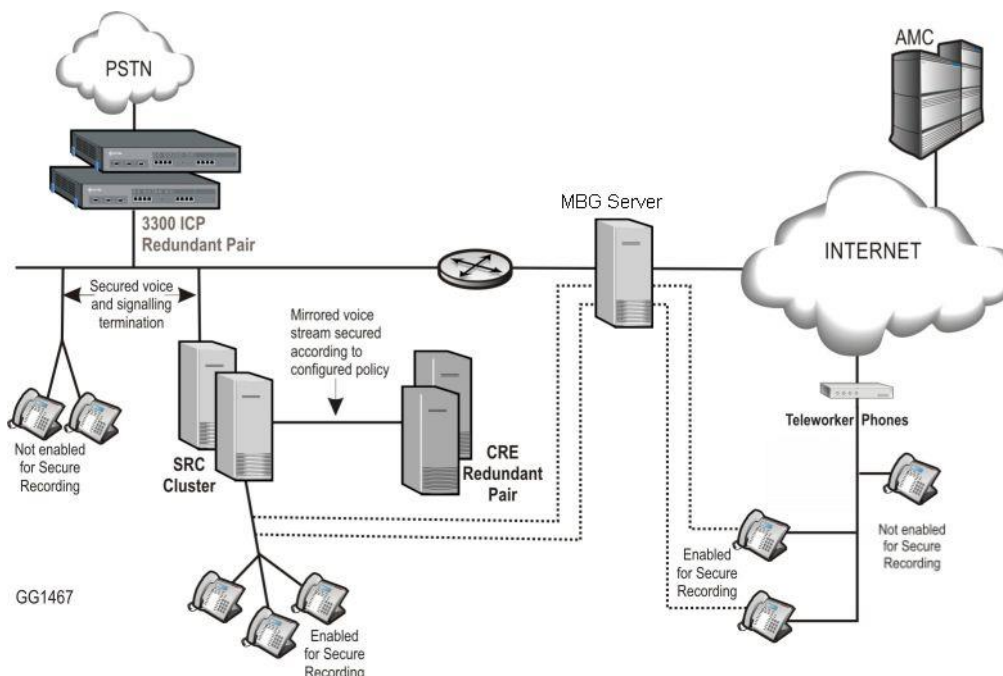 PSTN
AMC
3300 ICP
Redundant Pair
MBG Server
INTERNET
Secured voice
and signalling
termination
Mirrored voice
stream secured
according to
configured policy
Teleworker Phones
Not enabled
for Secure
Recording
SRC
Cluster
CRE
Redundant
Pair
Not enabled
for Secure
Recording
Enabled
for Secure
Recording
GG1467
Enabled
for Secure
Recording